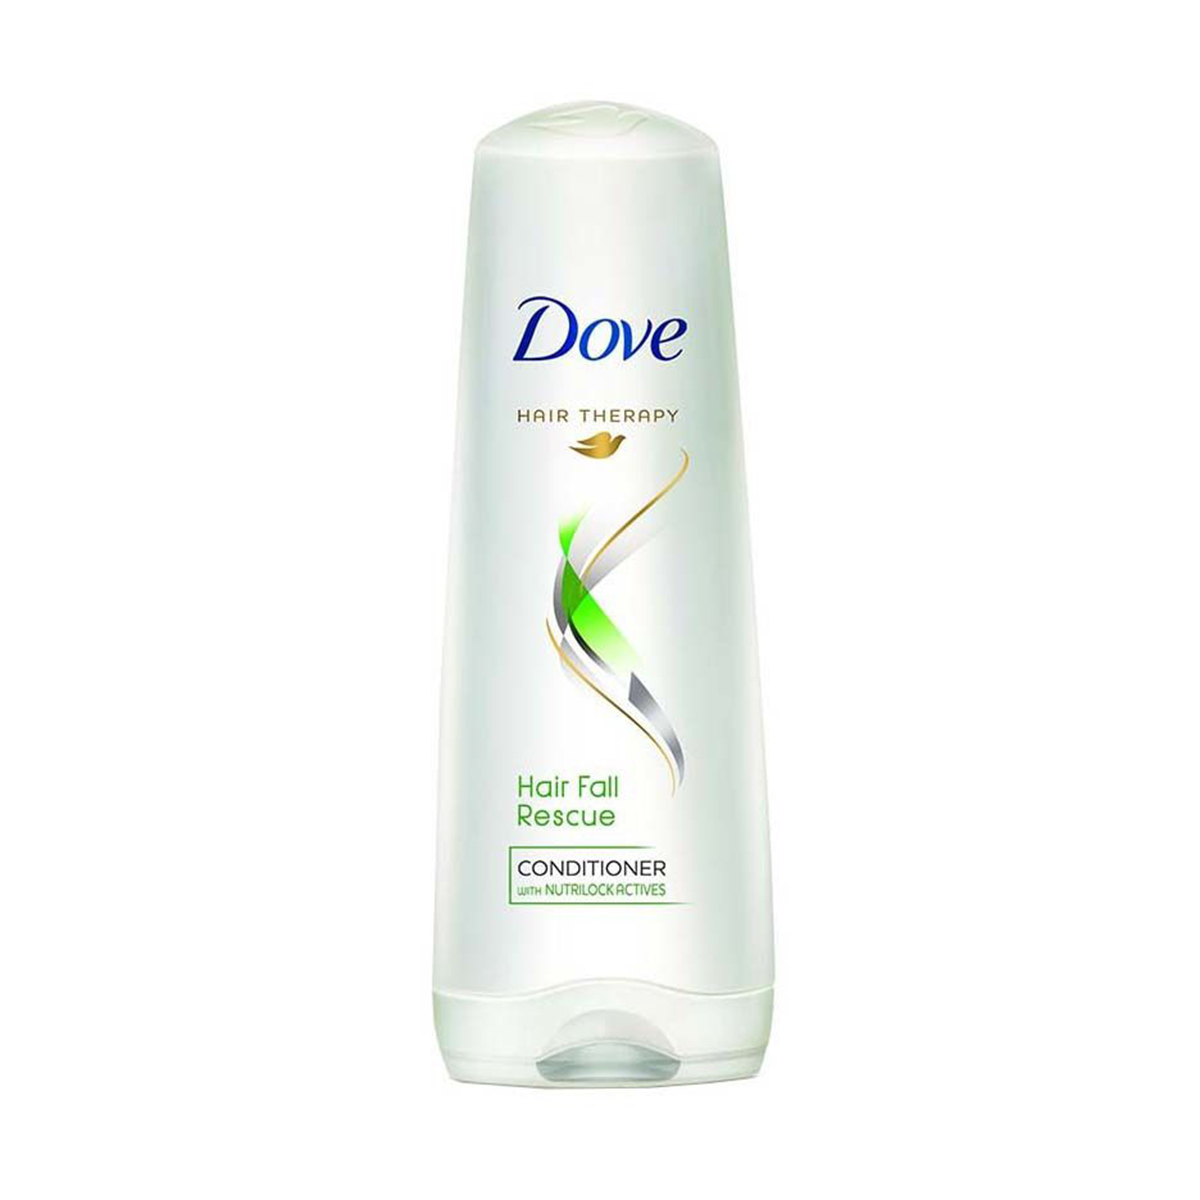 Dove
HAIR THERAPY
Hair Fall
Rescue
CONDITIONER
WITH NUTRILOCK ACTIVES